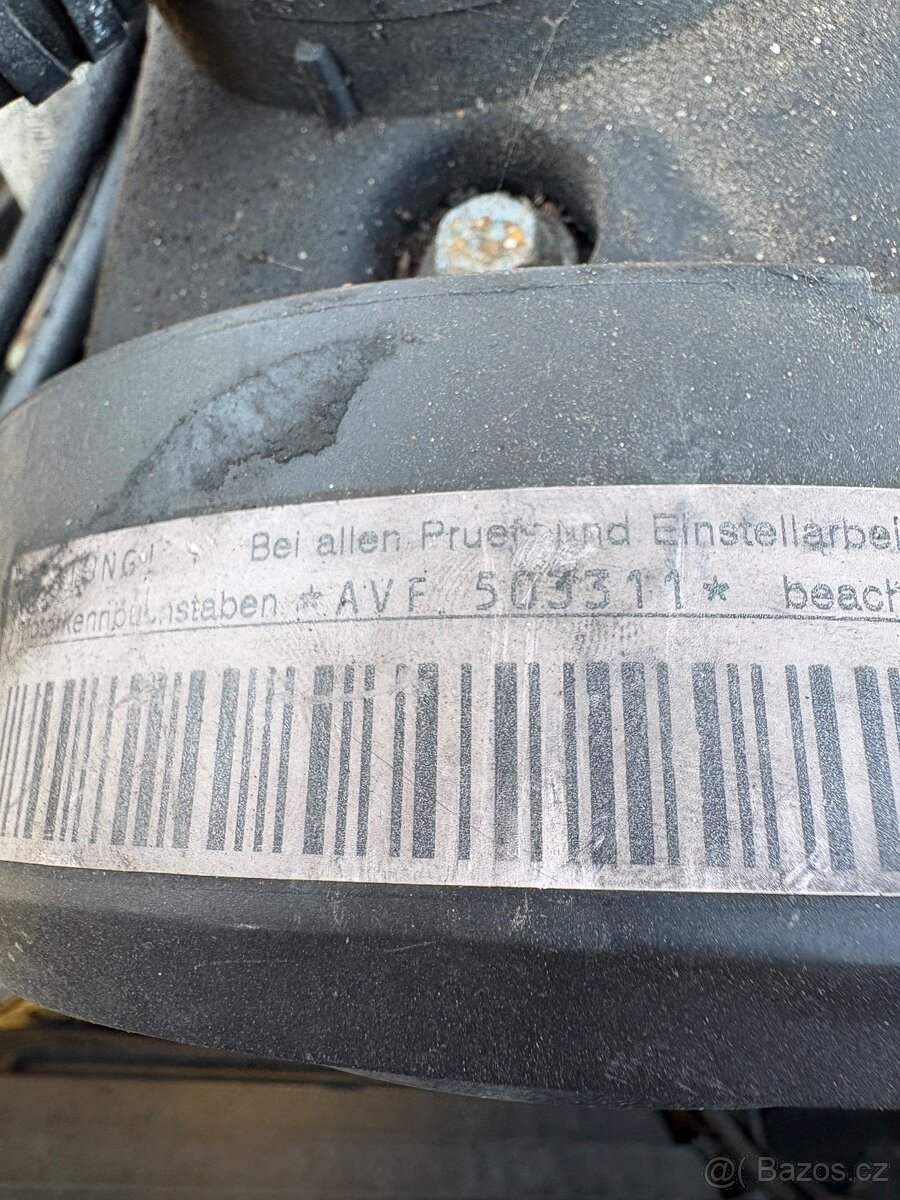 Bei allen Pruef- und Einstellarbei
*AVF 503311* beach
@( Bazos.cz